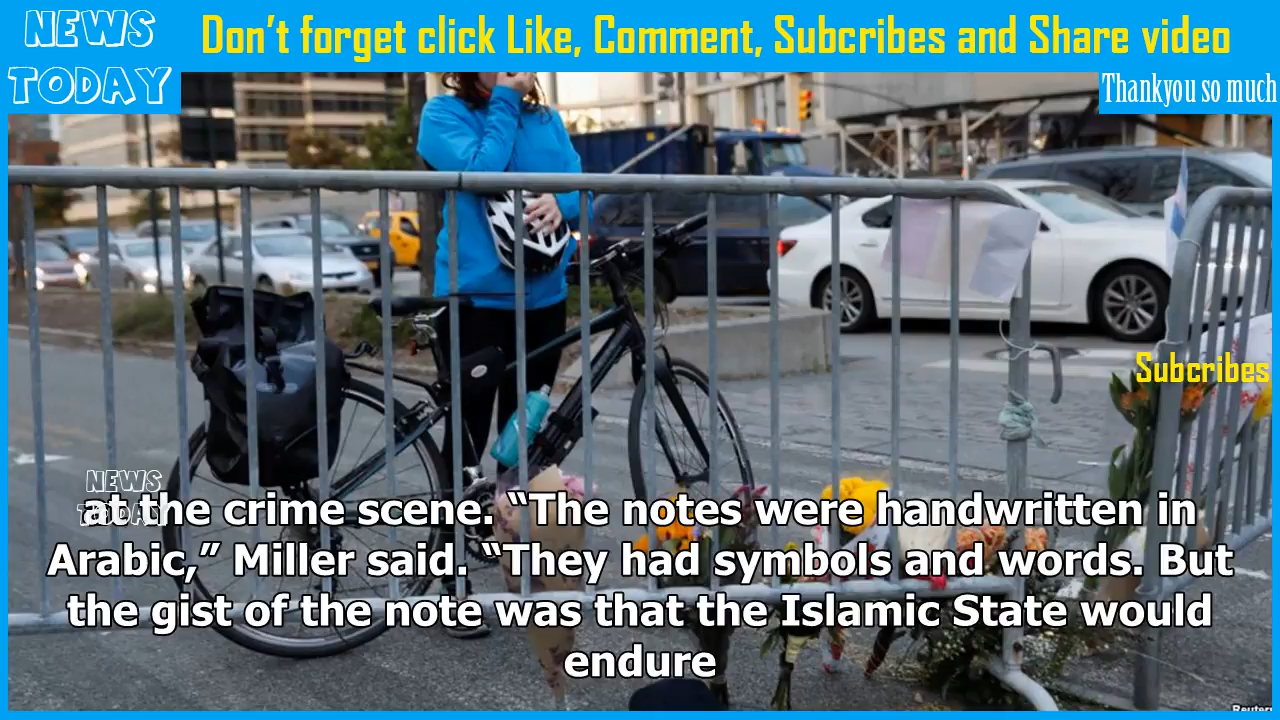 NEWS
TODAY
Don't forget click Like, Comment, Subcribes and Share video
Thankyou so much
Subcribes
NEWS
TODAY
at the crime scene. “The notes were handwritten in
Arabic,” Miller said. “They had symbols and words. But
the gist of the note was that the Islamic State would
endure
Reuters